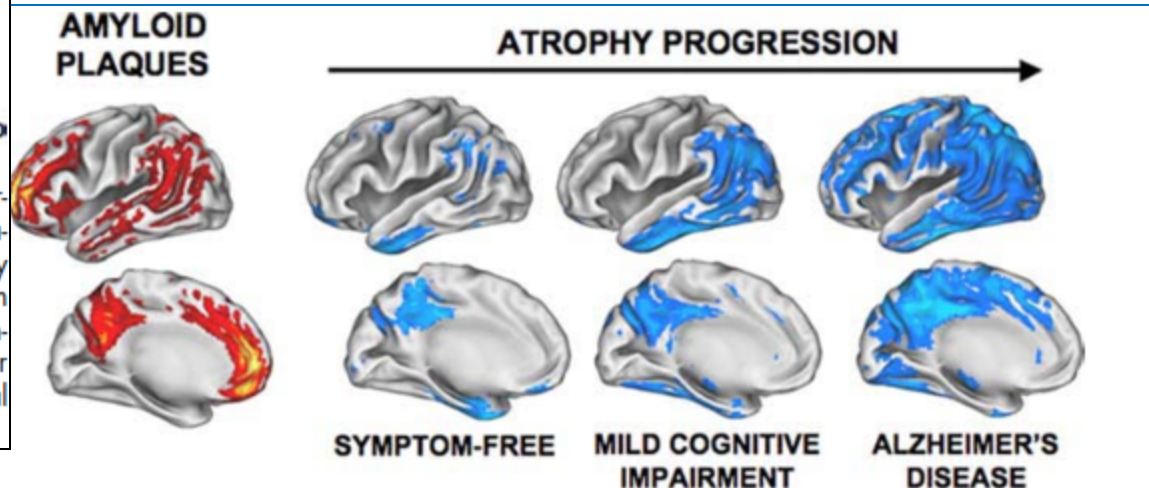 AMYLOID
PLAQUES
ATROPHY PROGRESSION
SYMPTOM-FREE
MILD COGNITIVE
IMPAIRMENT
ALZHEIMER'S
DISEASE